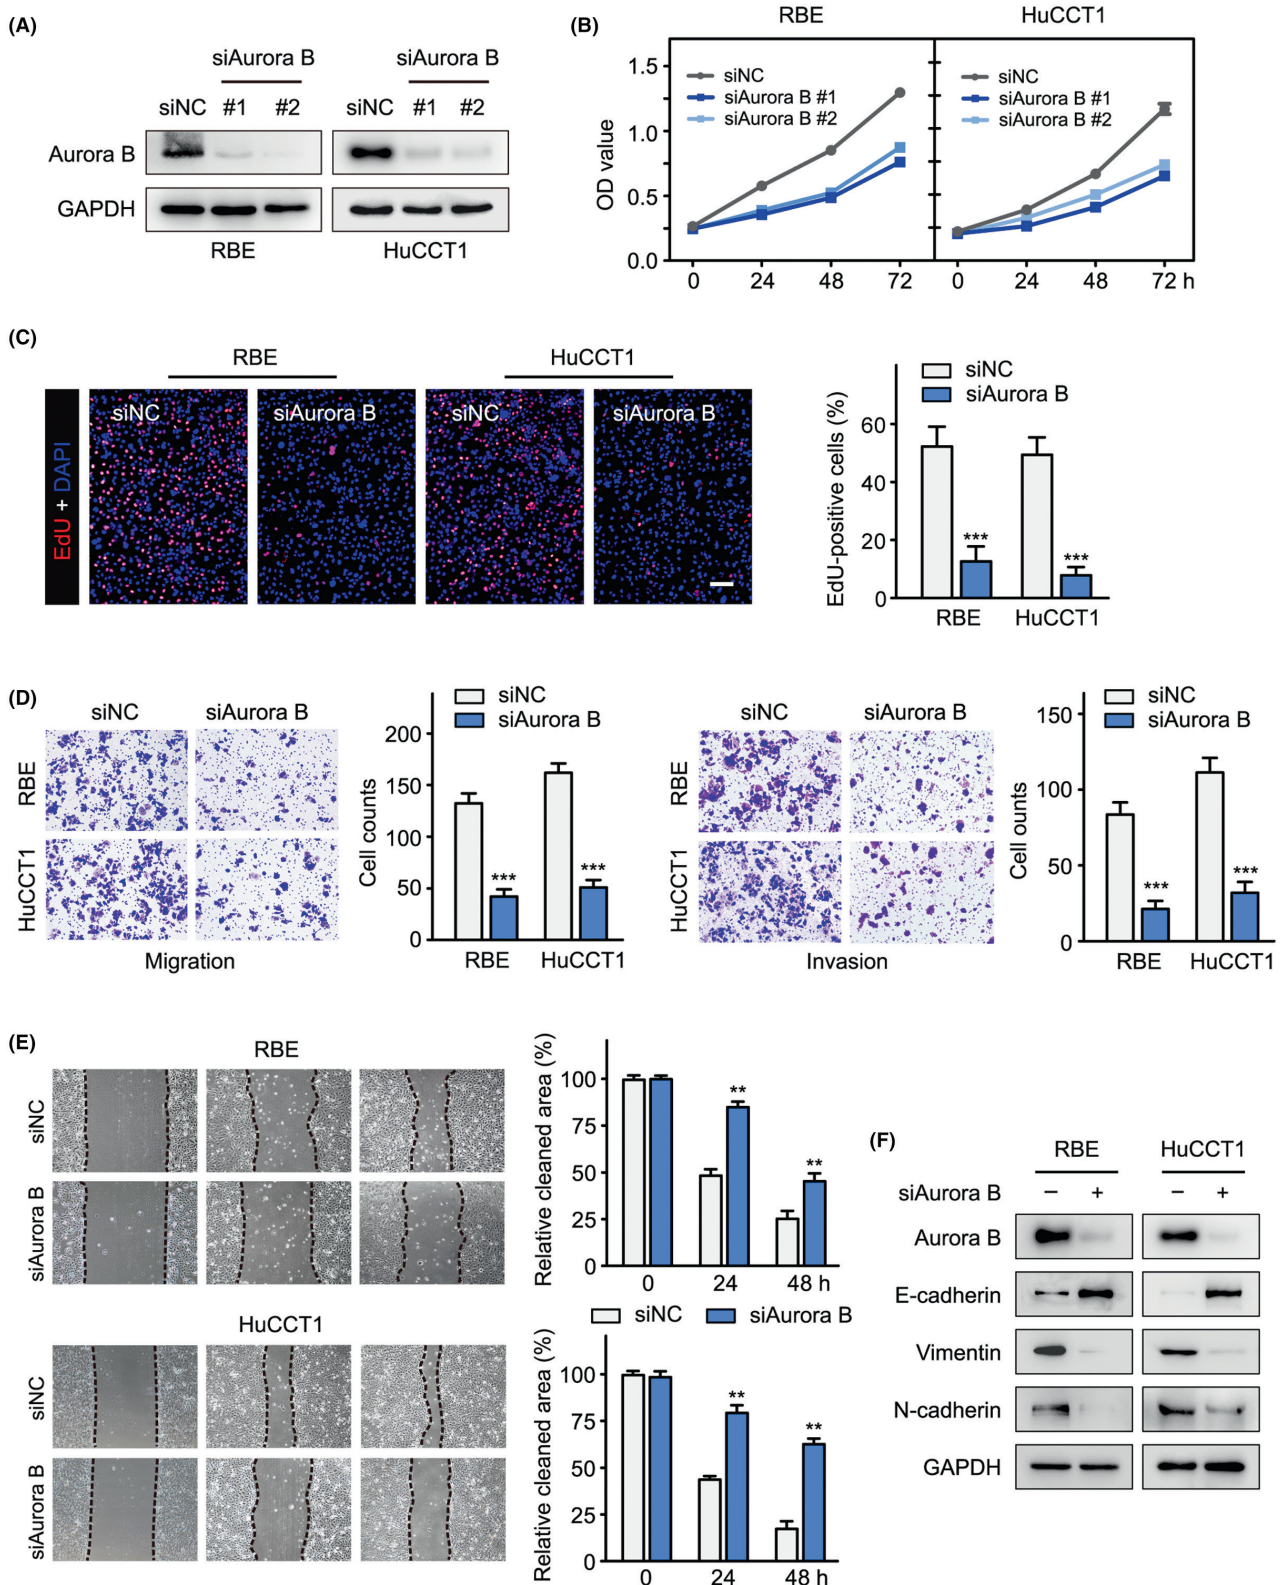 (A)
siAurora B siAurora B
siNC #1 #2 siNC #1 #2
Aurora B
GAPDH
RBE HuCCT1
(B)
RBE HuCCT1
OD value
1.5
1.0
0.5
0.0
siNC
siAurora B #1
siAurora B #2
siNC
siAurora B #1
siAurora B #2
0 24 48 72 0 24 48 72 h
(C)
RBE HuCCT1
EdU + DAPI
siNC siAurora B siNC siAurora B
EdU-positive cells (%)
siNC
siAurora B
60
40
20
0
*** ***
RBE HuCCT1
(D)
siNC siAurora B
RBE
HuCCT1
Migration
Cell counts
siNC
siAurora B
200
150
100
50
0
*** ***
RBE HuCCT1
siNC siAurora B
RBE
HuCCT1
Invasion
Cell ounts
siNC
siAurora B
150
100
50
0
*** ***
RBE HuCCT1
(E)
RBE
siNC
siAurora B
Relative cleaned area (%)
100
75
50
25
0
** **
0 24 48 h
siNC siAurora B
HuCCT1
siNC
siAurora B
Relative cleaned area (%)
100
75
50
25
0
** **
0 24 48 h
(F)
RBE HuCCT1
siAurora B − + − +
Aurora B
E-cadherin
Vimentin
N-cadherin
GAPDH